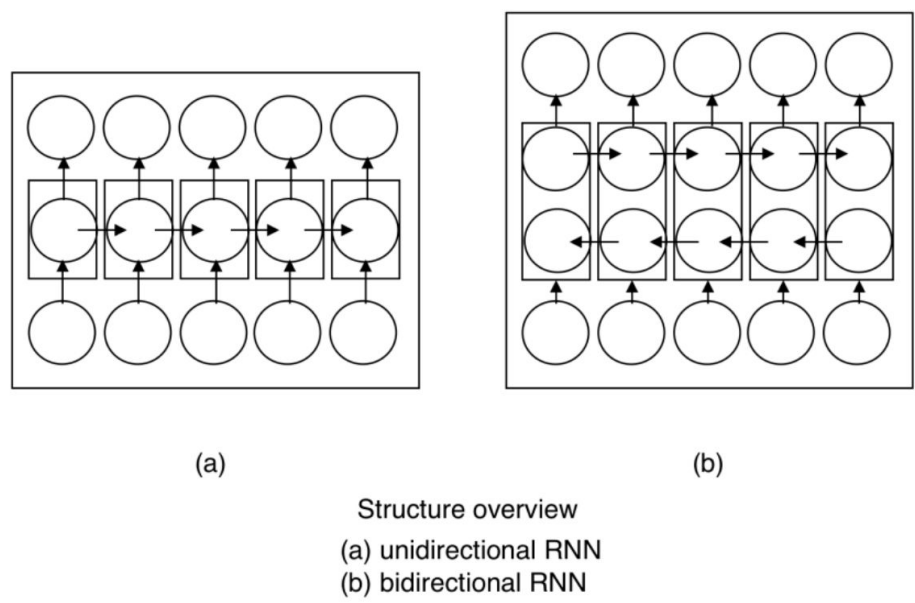 (a)
(b)
Structure overview
(a) unidirectional RNN
(b) bidirectional RNN